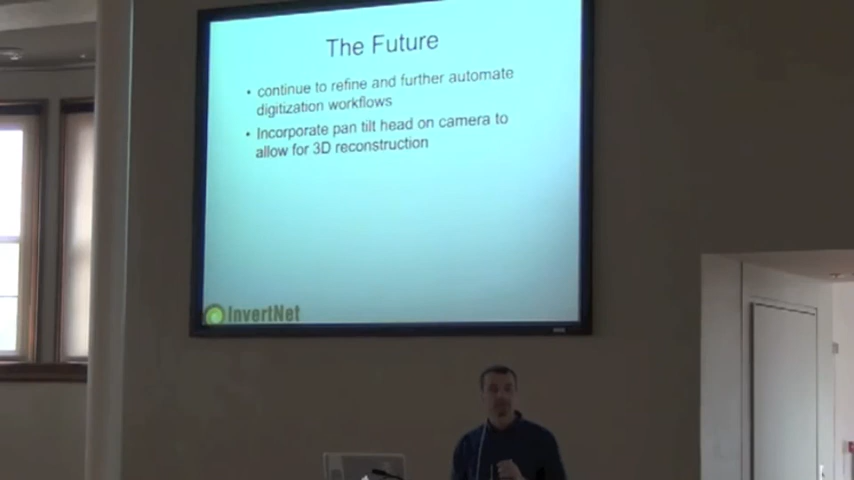 The Future
• continue to refine and further automate
digitization workflows
• Incorporate pan tilt head on camera to
allow for 3D reconstruction
InvertNet